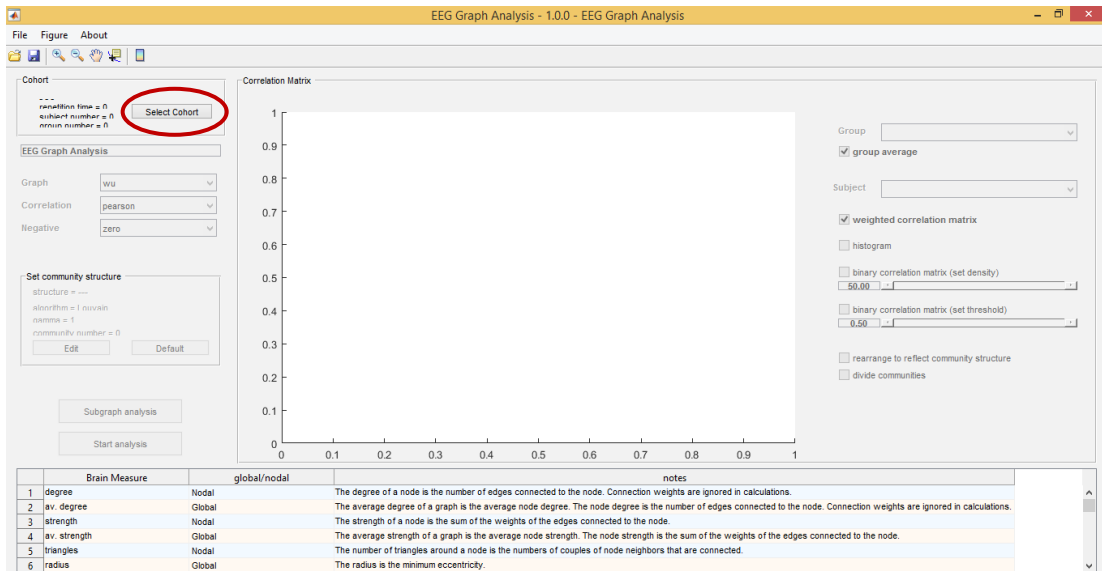 EEG Graph Analysis - 1.0.0 - EEG Graph Analysis
File Figure About
Cohort
repetition time = 0
subject number = 0
group number = 0
Select Cohort
EEG Graph Analysis
Graph wu
Correlation pearson
Negative zero
Set community structure
structure = ---
algorithm = Louvain
gamma = 1
community number = 0
Edit Default
Subgraph analysis
Start analysis
Correlation Matrix
1
0.9
0.8
0.7
0.6
0.5
0.4
0.3
0.2
0.1
0
0 0.1 0.2 0.3 0.4 0.5 0.6 0.7 0.8 0.9 1
Group
group average
Subject
weighted correlation matrix
histogram
binary correlation matrix (set density)
50.00
binary correlation matrix (set threshold)
0.50
rearrange to reflect community structure
divide communities
Brain Measure global/nodal notes
1 degree Nodal The degree of a node is the number of edges connected to the node. Connection weights are ignored in calculations.
2 av. degree Global The average degree of a graph is the average node degree. The node degree is the number of edges connected to the node. Connection weights are ignored in calculations.
3 strength Nodal The strength of a node is the sum of the weights of the edges connected to the node.
4 av. strength Global The average strength of a graph is the average node strength. The node strength is the sum of the weights of the edges connected to the node.
5 triangles Nodal The number of triangles around a node is the numbers of couples of node neighbors that are connected.
6 radius Global The radius is the minimum eccentricity.